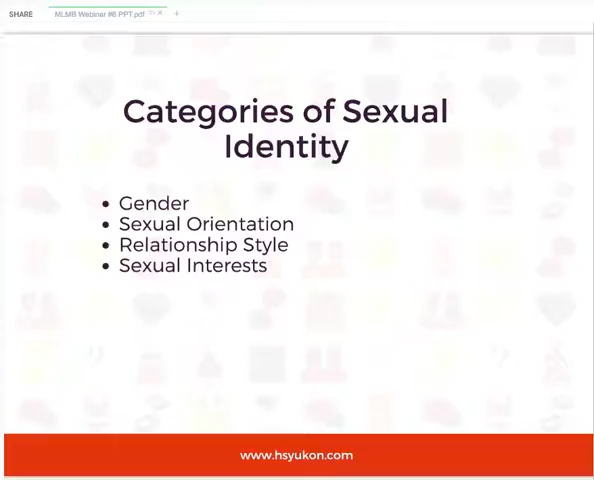 SHARE
MLMB Webinar #6 PPT.pdf
Categories of Sexual
Identity
• Gender
• Sexual Orientation
• Relationship Style
• Sexual Interests
www.hsyukon.com